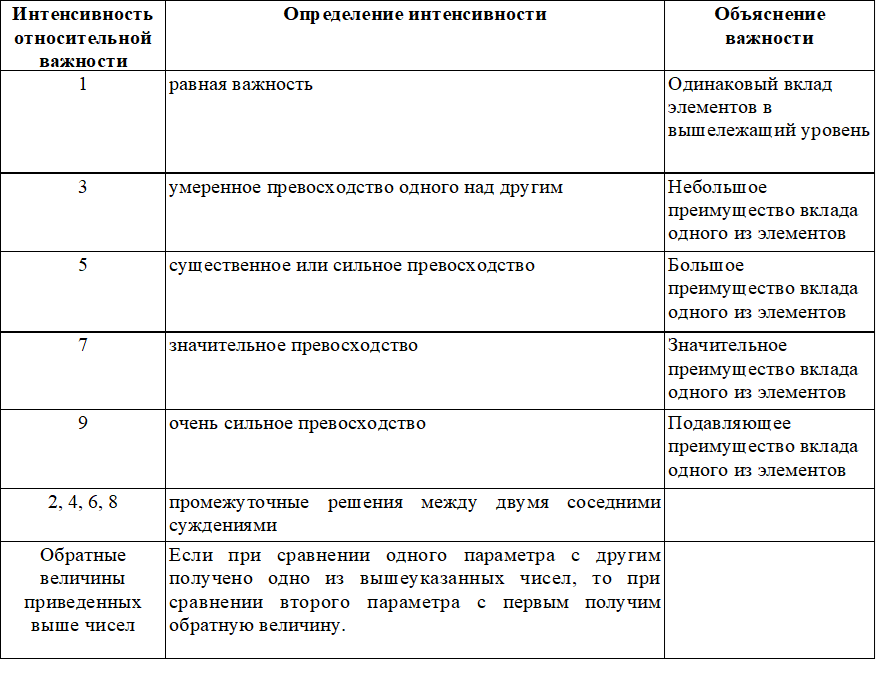 Интенсивность
относительной
важности
Определение интенсивности
Объяснение
важности
1
равная важность
Одинаковый вклад
элементов в
вышележащий уровень
3
умеренное превосходство одного над другим
Небольшое
преимущество вклада
одного из элементов
5
существенное или сильное превосходство
Большое
преимущество вклада
одного из элементов
7
значительное превосходство
Значительное
преимущество вклада
одного из элементов
9
очень сильное превосходство
Подавляющее
преимущество вклада
одного из элементов
2, 4, 6, 8
промежуточные решения между двумя соседними
суждениями
Обратные
величины
приведенных
выше чисел
Если при сравнении одного параметра с другим
получено одно из вышеуказанных чисел, то при
сравнении второго параметра с первым получим
обратную величину.